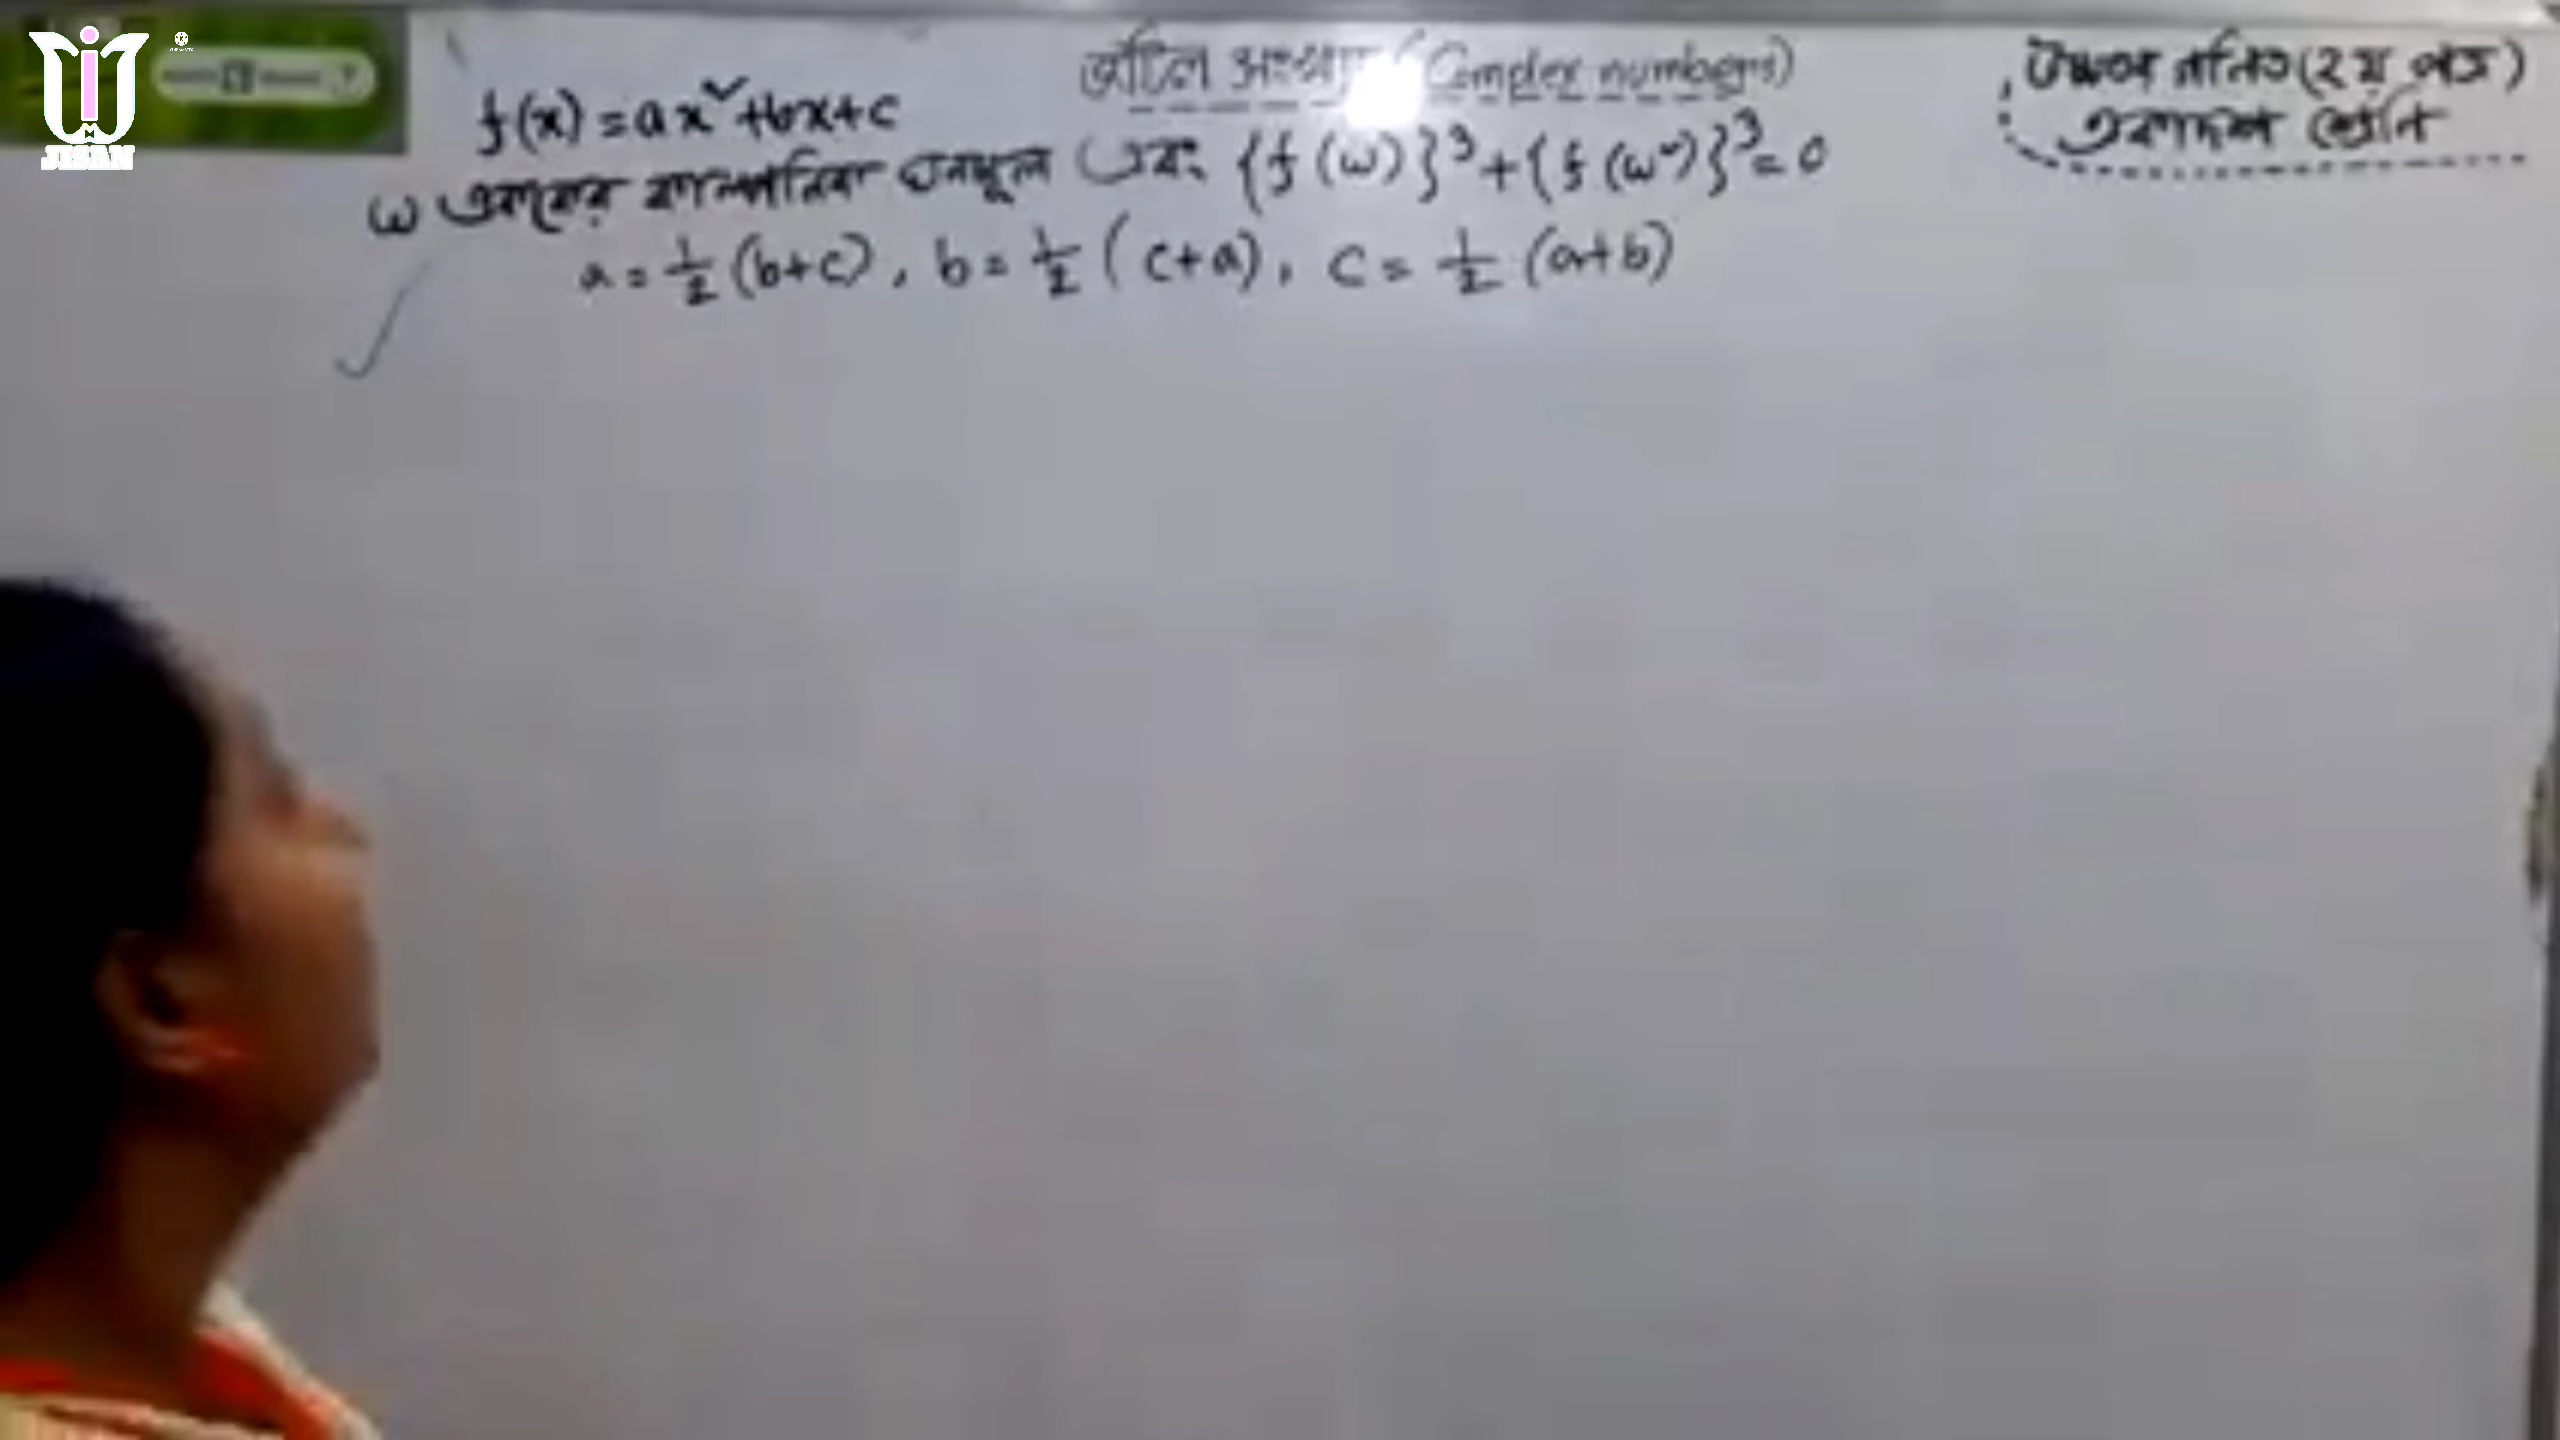 JISAN
জটিল সংখ্যা (Complex numbers)
উচ্চতর গণিত (২য় পত্র)
একাদশ শ্রেণি
f(x) = ax² + bx + c
ω এককের কাল্পনিক ঘনমূল এবং {f(ω)}³ + {f(ω²)}³ = 0
a = 1/2 (b+c), b = 1/2 (c+a), c = 1/2 (a+b)